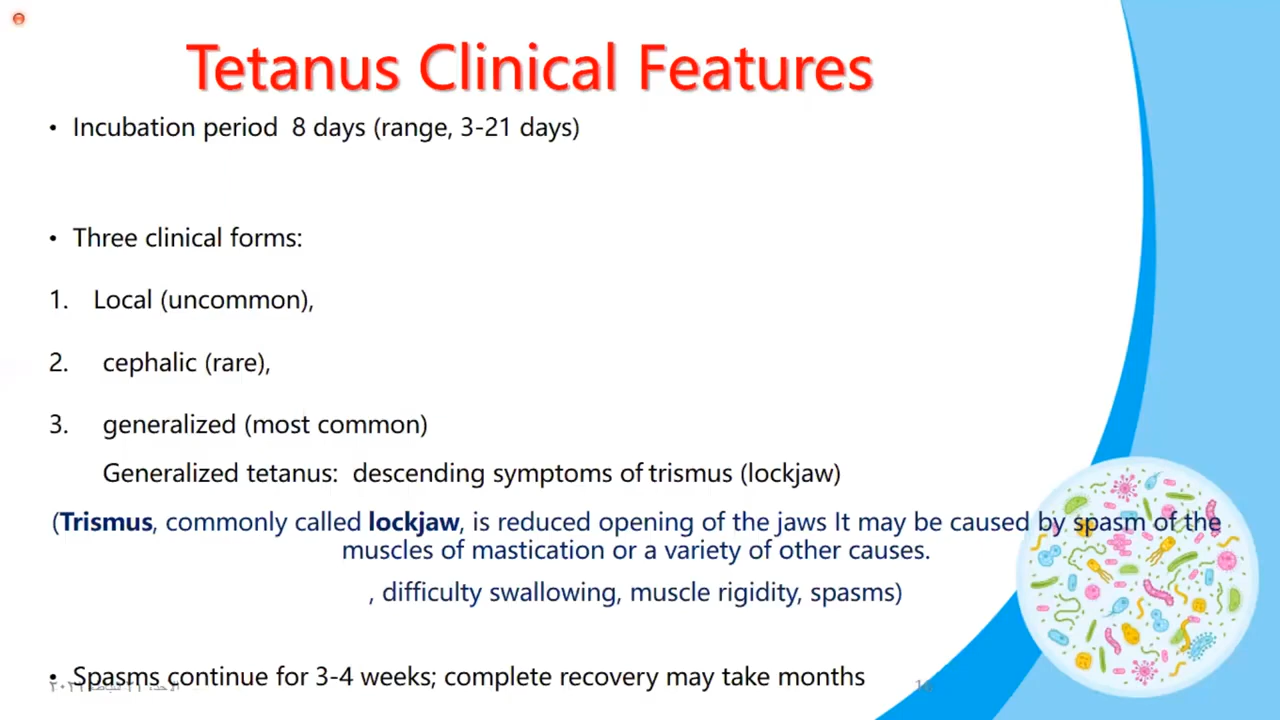 Tetanus Clinical Features
• Incubation period 8 days (range, 3-21 days)
• Three clinical forms:
1. Local (uncommon),
2. cephalic (rare),
3. generalized (most common)
Generalized tetanus: descending symptoms of trismus (lockjaw)
(Trismus, commonly called lockjaw, is reduced opening of the jaws It may be caused by spasm of the
muscles of mastication or a variety of other causes.
, difficulty swallowing, muscle rigidity, spasms)
• Spasms continue for 3-4 weeks; complete recovery may take months